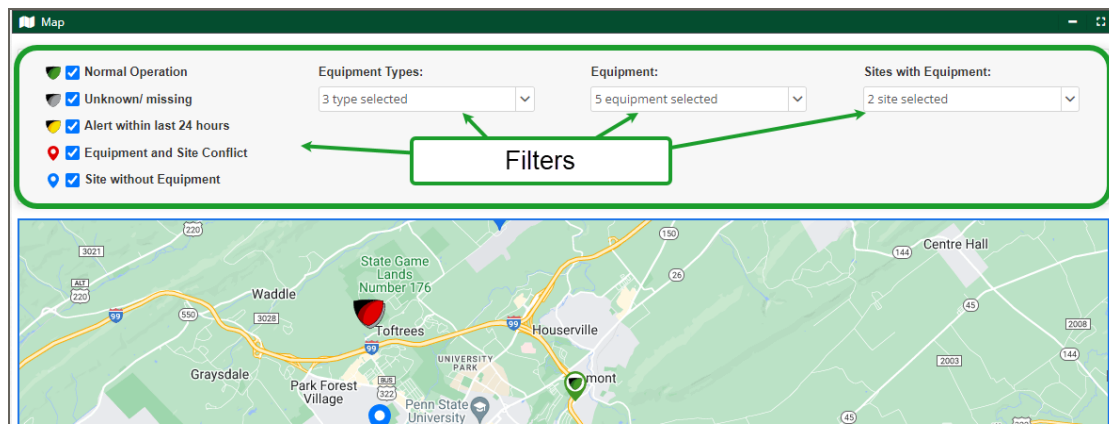 Map
Normal Operation
Unknown/ missing
Alert within last 24 hours
Equipment and Site Conflict
Site without Equipment
Equipment Types:
3 type selected
Equipment:
5 equipment selected
Sites with Equipment:
2 site selected
Filters
220
3021
State Game
Lands
Number 176
150
144
Centre Hall
26
ALT
220
Waddle
99
550
3028
Toftrees
99
99
Houserville
45
2008
144
2003
Graysdale
UNIVERSITY
PARK
Park Forest
Village
BUS
322
mont
Penn State
University
45
322